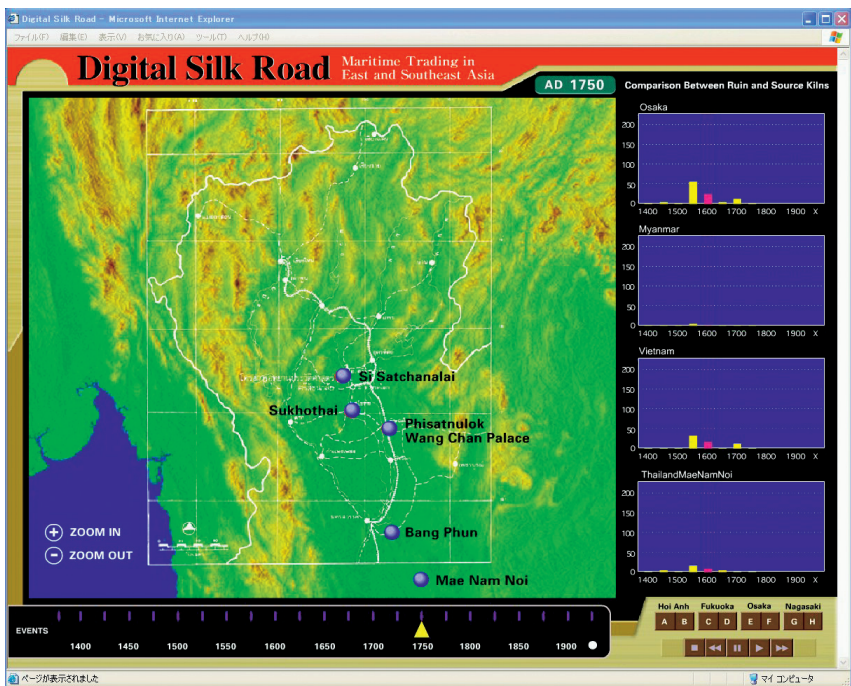 Digital Silk Road - Microsoft Internet Explorer
ファイル(F) 編集(E) 表示(V) お気に入り(A) ツール(T) ヘルプ(H)
Digital Silk Road
Maritime Trading in
East and Southeast Asia
AD 1750
Comparison Between Ruin and Source Kilns
Osaka
200
150
100
50
0
1400 1500 1600 1700 1800 1900 X
Myanmar
200
150
100
50
0
1400 1500 1600 1700 1800 1900 X
Vietnam
200
150
100
50
0
1400 1500 1600 1700 1800 1900 X
ThailandMaeNamNoi
200
150
100
50
0
1400 1500 1600 1700 1800 1900 X
Si Satchanalai
Sukhothai
Phisatnulok
Wang Chan Palace
Bang Phun
Mae Nam Noi
+ ZOOM IN
- ZOOM OUT
EVENTS
1400 1450 1500 1550 1600 1650 1700 1750 1800 1850 1900
Hoi Anh Fukuoka Osaka Nagasaki
A B C D E F G H
ページが表示されました
マイ コンピュータ